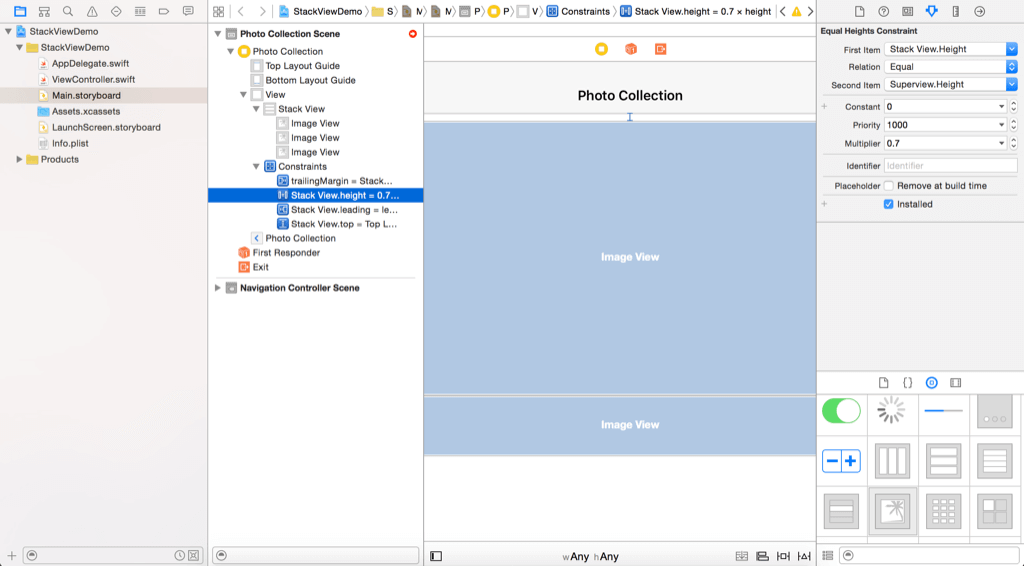 StackViewDemo
StackViewDemo
AppDelegate.swift
ViewController.swift
Main.storyboard
Assets.xcassets
LaunchScreen.storyboard
Info.plist
Products
StackViewDemo S M M P P V Constraints Stack View.height = 0.7 × height
Photo Collection Scene
Photo Collection
Top Layout Guide
Bottom Layout Guide
View
Stack View
Image View
Image View
Image View
Constraints
trailingMargin = Stack...
Stack View.height = 0.7...
Stack View.leading = le...
Stack View.top = Top L...
Photo Collection
First Responder
Exit
Navigation Controller Scene
Photo Collection
Image View
Image View
wAny hAny
Equal Heights Constraint
First Item Stack View.Height
Relation Equal
Second Item Superview.Height
Constant 0
Priority 1000
Multiplier 0.7
Identifier Identifier
Placeholder Remove at build time
Installed